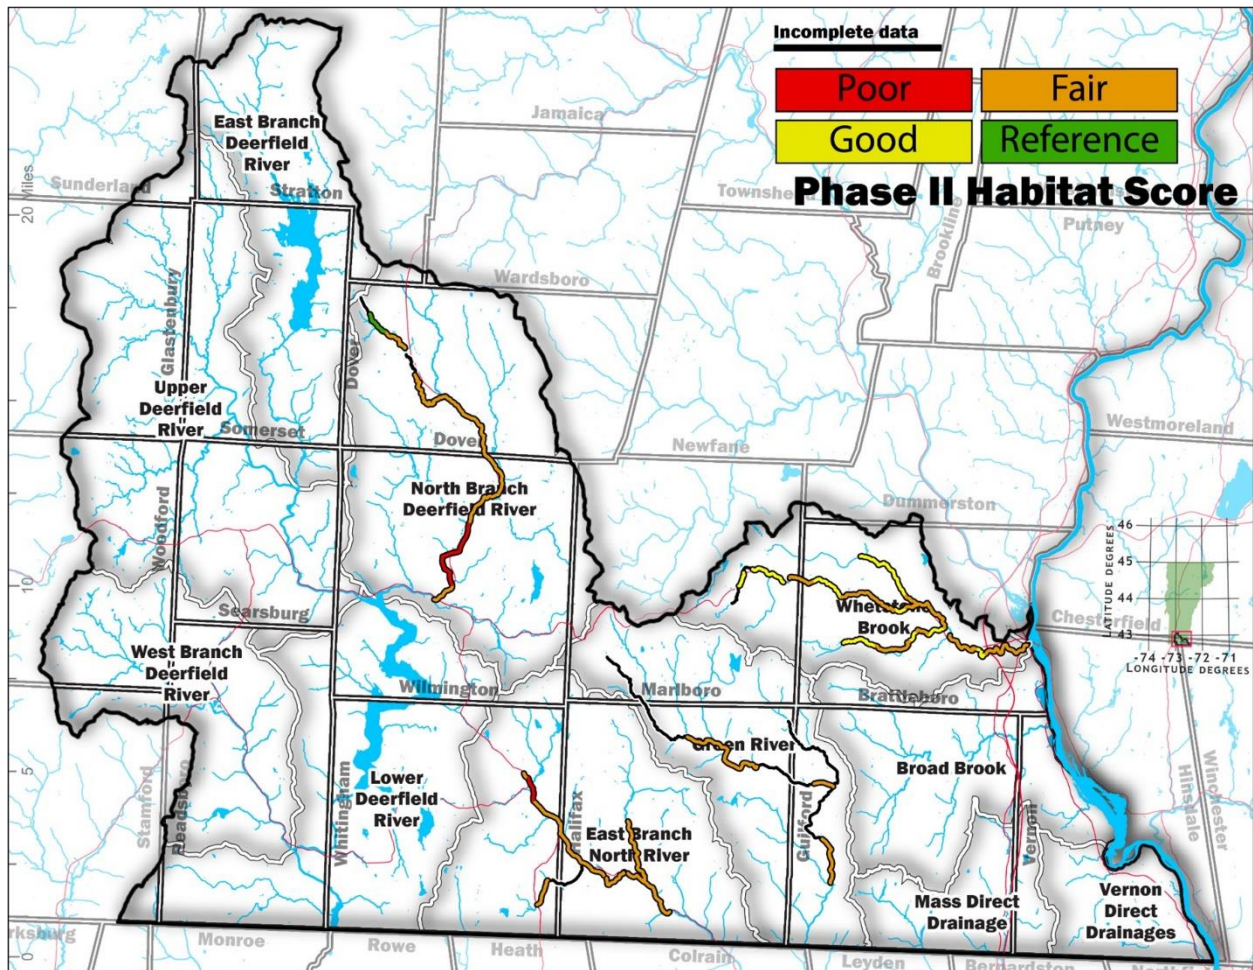 Incomplete data
Poor
Fair
Good
Reference
Phase II Habitat Score
Jamaica
East Branch
Deerfield
River
20 Miles
Sunderland
Stratton
Townshe
Putney
Brookline
Wardsboro
Glastenbury
Dover
Upper
Deerfield
River
Somerset
Dover
Newfane
Westmoreland
North Branch
Deerfield River
Dummerston
Woodford
46
45
44
43
LATITUDE DEGREES
-74 -73 -72 -71
LONGITUDE DEGREES
10
Searsburg
Chesterfield
Brook
West Branch
Deerfield
River
Wilmington
Marlboro
Brattleboro
Green River
Broad Brook
5
Stamford
Readsboro
Whitingham
Lower
Deerfield
River
Halifax
East Branch
North River
Guilford
Vernon
Hinsdale
Winchester
Mass Direct
Drainage
Vernon
Direct
Drainages
0
rksburg
Monroe
Rowe
Heath
Colrain
Leyden
Bernardston